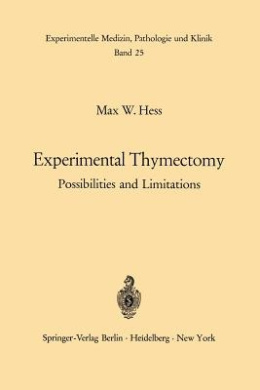 Experimentelle Medizin, Pathologie und Klinik
Band 25
Max W. Hess
Experimental Thymectomy
Possibilities and Limitations
Springer-Verlag Berlin · Heidelberg · New York